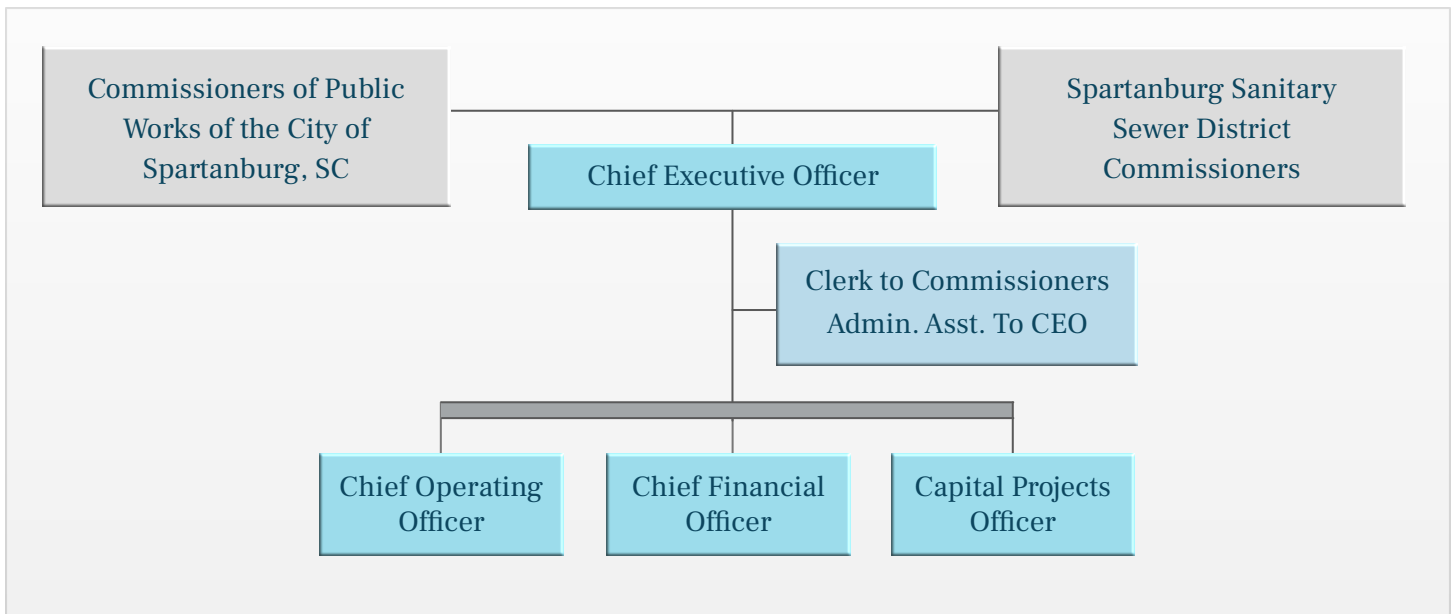 Commissioners of Public
Works of the City of
Spartanburg, SC
Spartanburg Sanitary
Sewer District
Commissioners
Chief Executive Officer
Clerk to Commissioners
Admin. Asst. To CEO
Chief Operating
Officer
Chief Financial
Officer
Capital Projects
Officer